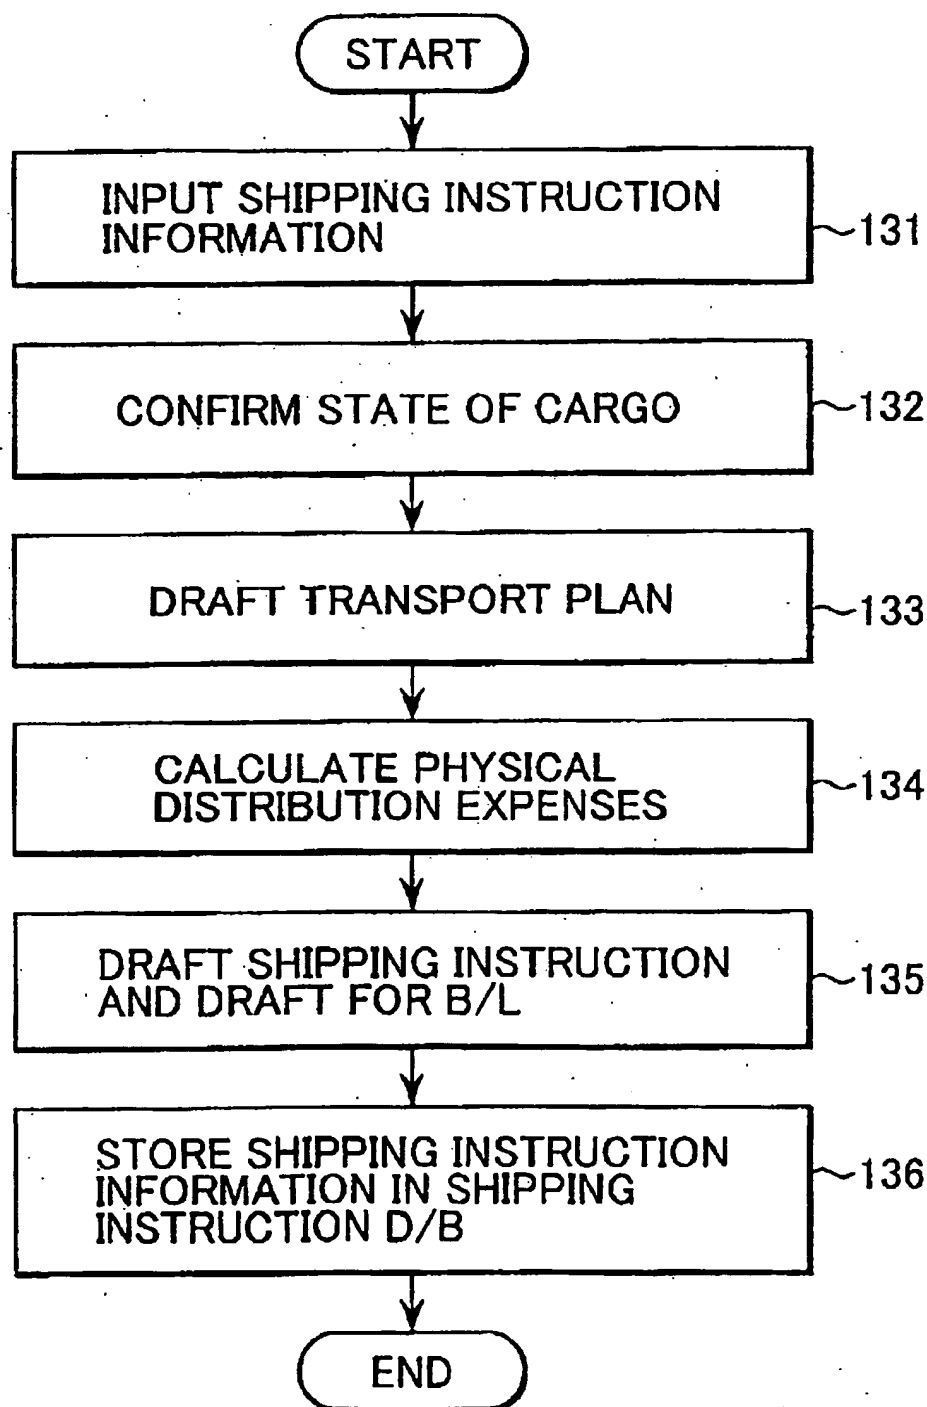 START
INPUT SHIPPING INSTRUCTION
INFORMATION
131
CONFIRM STATE OF CARGO
132
DRAFT TRANSPORT PLAN
133
CALCULATE PHYSICAL
DISTRIBUTION EXPENSES
134
DRAFT SHIPPING INSTRUCTION
AND DRAFT FOR B/L
135
STORE SHIPPING INSTRUCTION
INFORMATION IN SHIPPING
INSTRUCTION D/B
136
END